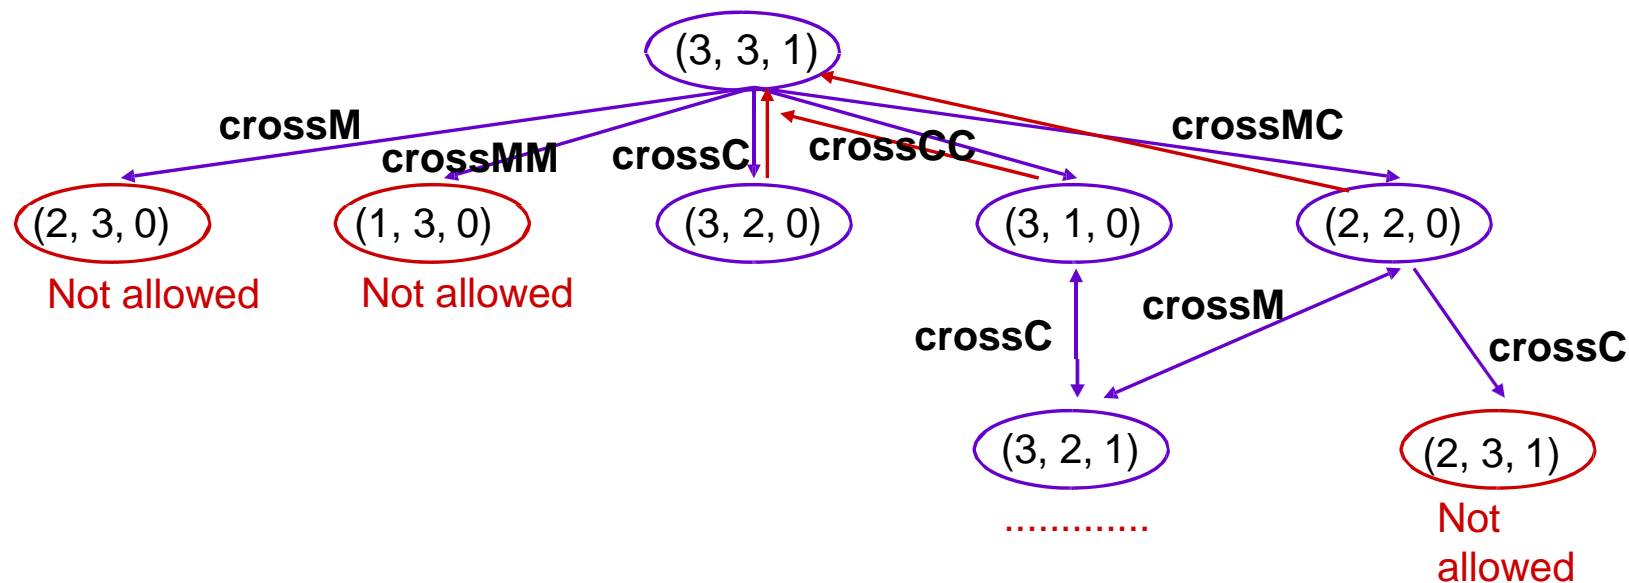 (3, 3, 1)
crossM
crossMM
crossC
crossCC
crossMC
(2, 3, 0)
(1, 3, 0)
(3, 2, 0)
(3, 1, 0)
(2, 2, 0)
Not allowed
Not allowed
crossC
crossM
crossC
(3, 2, 1)
(2, 3, 1)
.............
Not
allowed